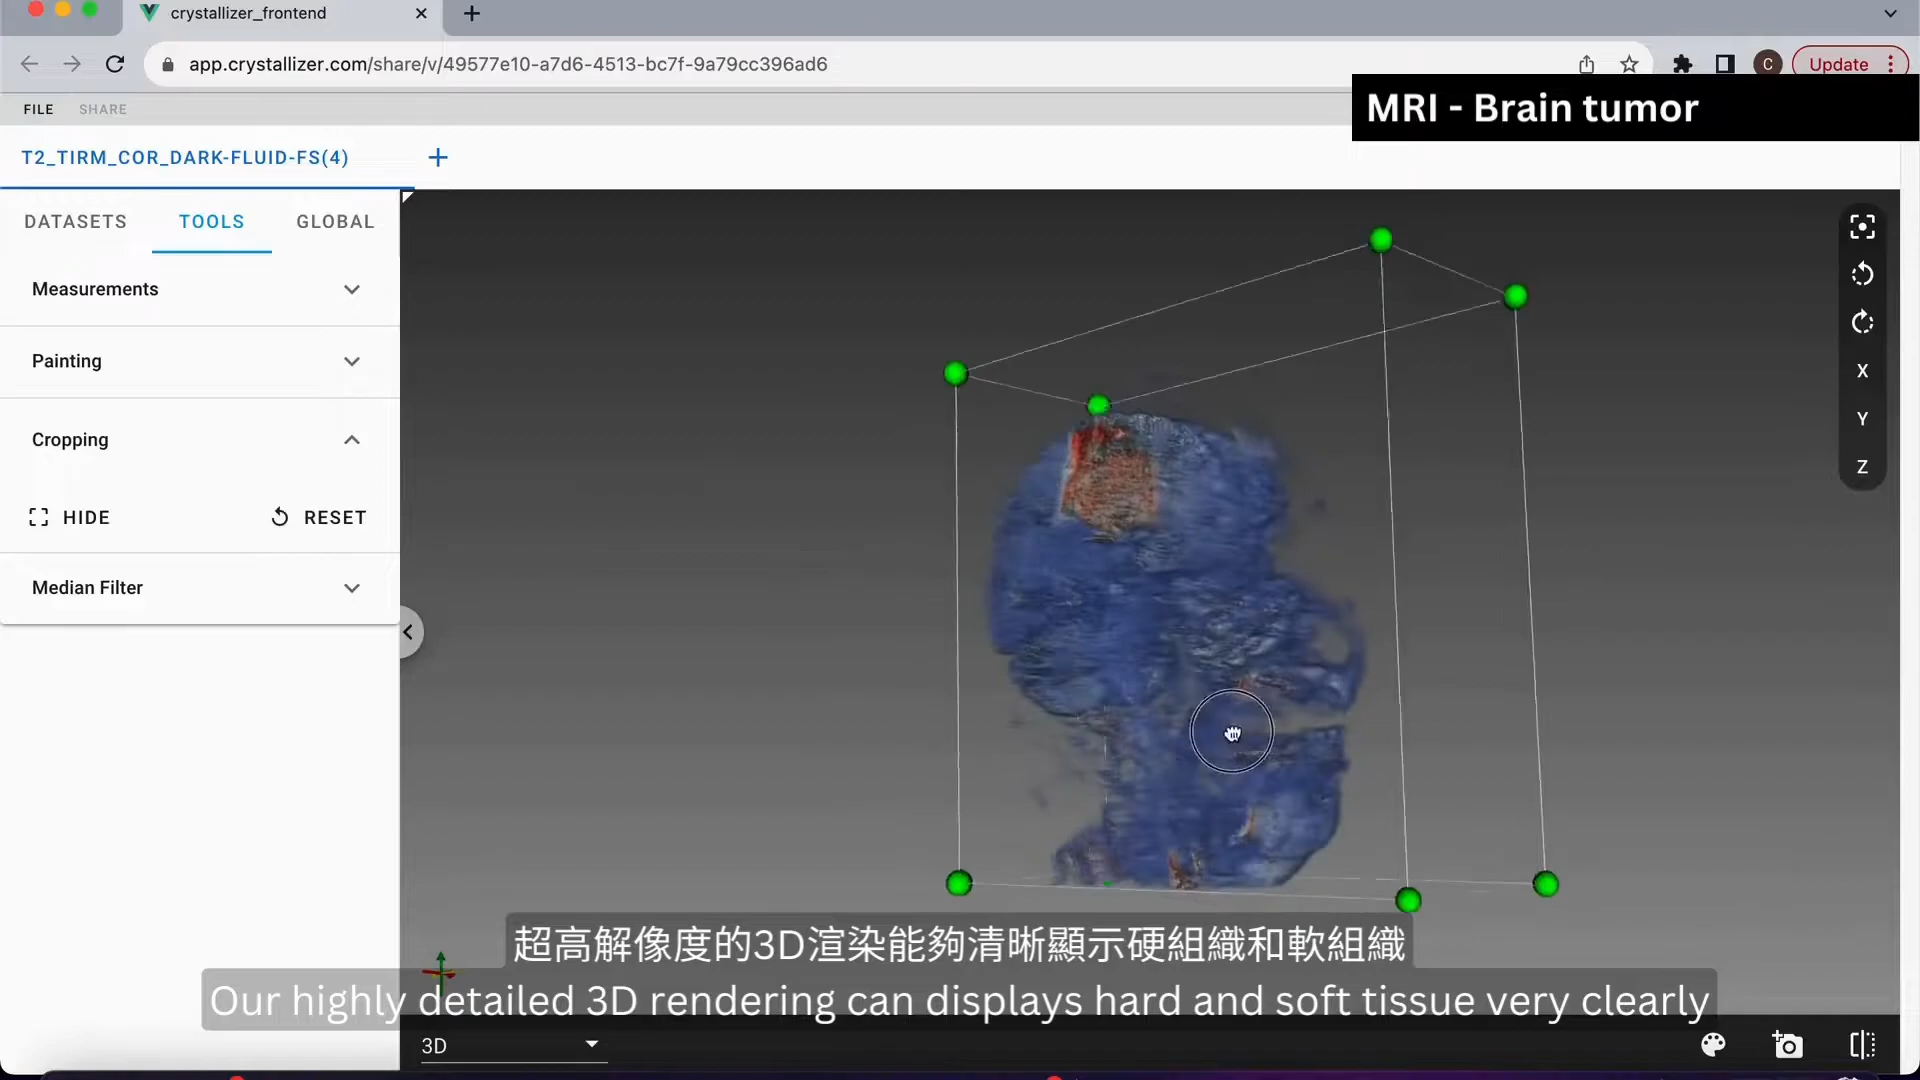 crystallizer_frontend
app.crystallizer.com/share/v/49577e10-a7d6-4513-bc7f-9a79cc396ad6
C
Update
FILE SHARE
MRI - Brain tumor
T2_TIRM_COR_DARK-FLUID-FS(4)
DATASETS TOOLS GLOBAL
Measurements
Painting
Cropping
HIDE RESET
Median Filter
X
Y
Z
超高解像度的3D渲染能夠清晰顯示硬組織和軟組織
Our highly detailed 3D rendering can displays hard and soft tissue very clearly
3D